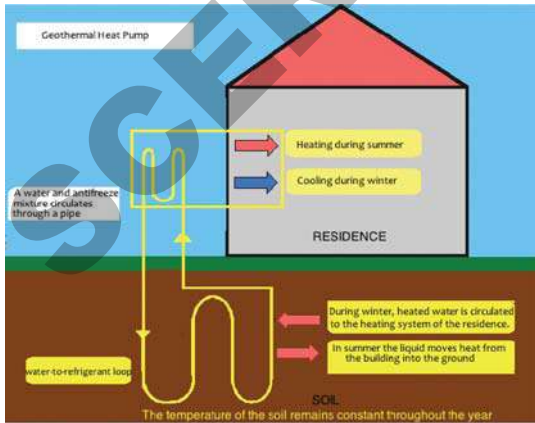 Geothermal Heat Pump
Heating during summer
Cooling during winter
A water and antifreeze
mixture circulates
through a pipe
RESIDENCE
During winter, heated water is circulated
to the heating system of the residence.
In summer the liquid moves heat from
the building into the ground
water-to-refrigerant loop
SOIL
The temperature of the soil remains constant throughout the year